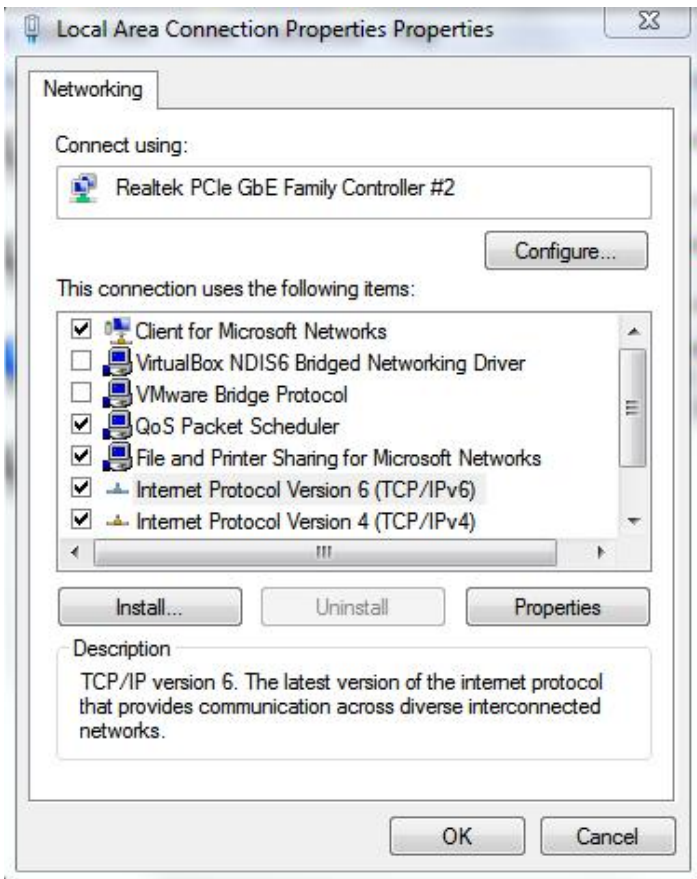 Local Area Connection Properties Properties
Networking
Connect using:
Realtek PCIe GbE Family Controller #2
Configure...
This connection uses the following items:
Client for Microsoft Networks
VirtualBox NDIS6 Bridged Networking Driver
VMware Bridge Protocol
QoS Packet Scheduler
File and Printer Sharing for Microsoft Networks
Internet Protocol Version 6 (TCP/IPv6)
Internet Protocol Version 4 (TCP/IPv4)
Install... Uninstall Properties
Description
TCP/IP version 6. The latest version of the internet protocol
that provides communication across diverse interconnected
networks.
OK Cancel